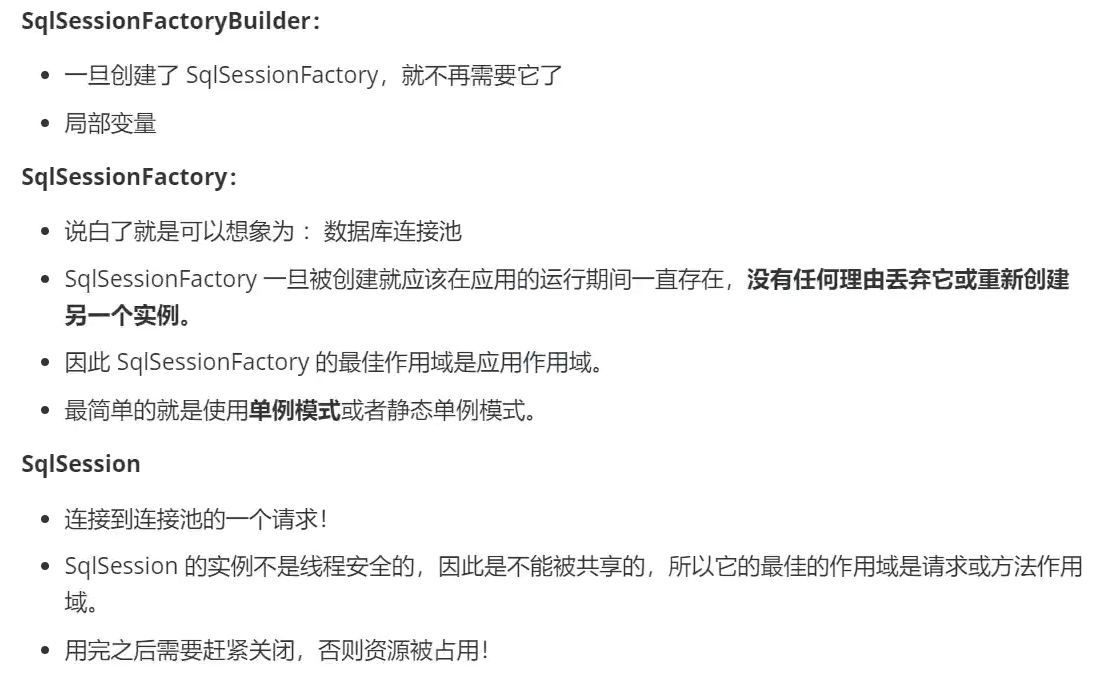 SqlSessionFactoryBuilder：
一旦创建了 SqlSessionFactory，就不再需要它了
局部变量
SqlSessionFactory：
说白了就是可以想象为 ：数据库连接池
SqlSessionFactory 一旦被创建就应该在应用的运行期间一直存在，没有任何理由丢弃它或重新创建
另一个实例。
因此 SqlSessionFactory 的最佳作用域是应用作用域。
最简单的就是使用单例模式或者静态单例模式。
SqlSession
连接到连接池的一个请求！
SqlSession 的实例不是线程安全的，因此是不能被共享的，所以它的最佳的作用域是请求或方法作用
域。
用完之后需要赶紧关闭，否则资源被占用！